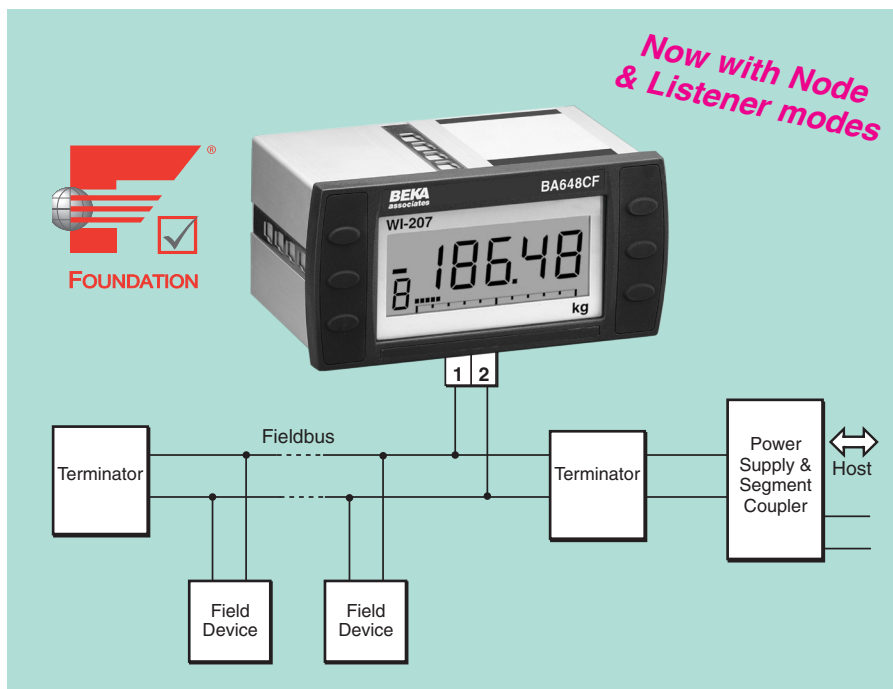 Now with Node
& Listener modes
®
FOUNDATION
BEKA
associates
BA648CF
WI-207
186.48
8
kg
1 2
Fieldbus
Terminator
Terminator
Power
Supply &
Segment
Coupler
Host
Field
Device
Field
Device